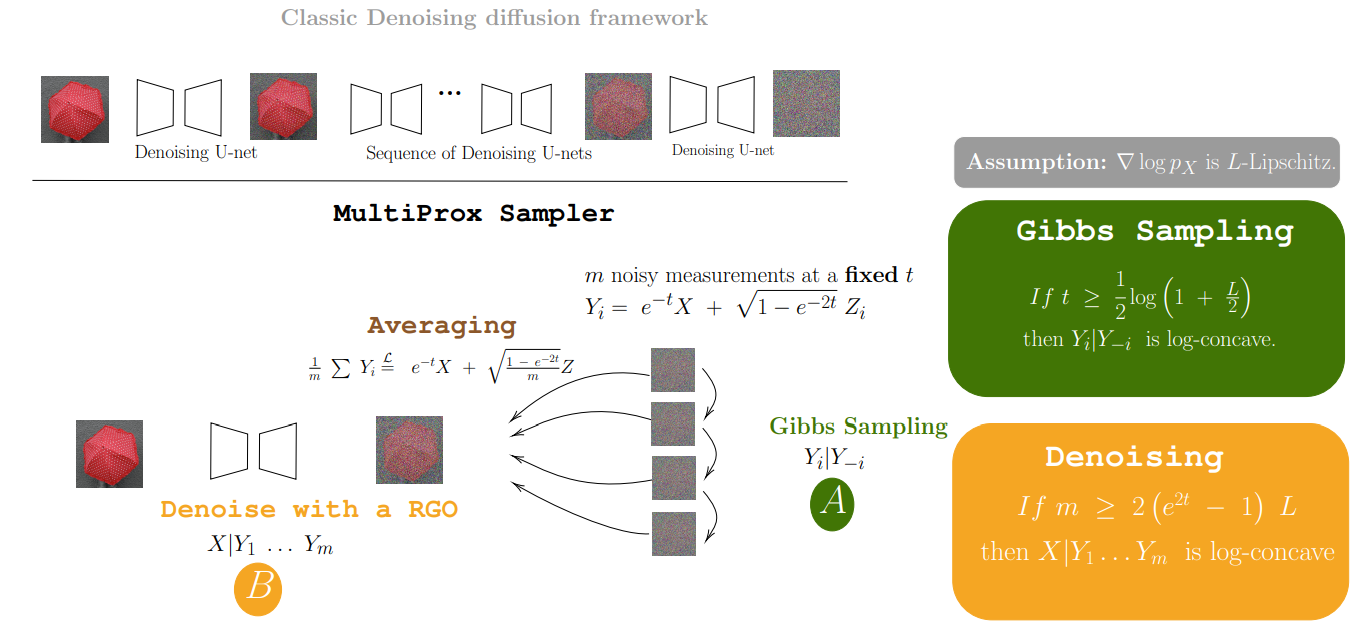 Classic Denoising diffusion framework
...
Denoising U-net
Sequence of Denoising U-nets
Denoising U-net
Assumption: ∇ log p_X is L-Lipschitz.
MultiProx Sampler
Gibbs Sampling
If t ≥ 1/2 log(1 + L/2)
then Y_i|Y_{-i} is log-concave.
m noisy measurements at a fixed t
Y_i = e^{-t}X + √(1 − e^{-2t}) Z_i
Averaging
1/m ∑ Y_i =^ℒ e^{-t}X + √((1 − e^{-2t})/m) Z
Gibbs Sampling
Y_i|Y_{-i}
A
Denoise with a RGO
X|Y_1 ... Y_m
B
Denoising
If m ≥ 2(e^{2t} − 1) L
then X|Y_1 ... Y_m is log-concave